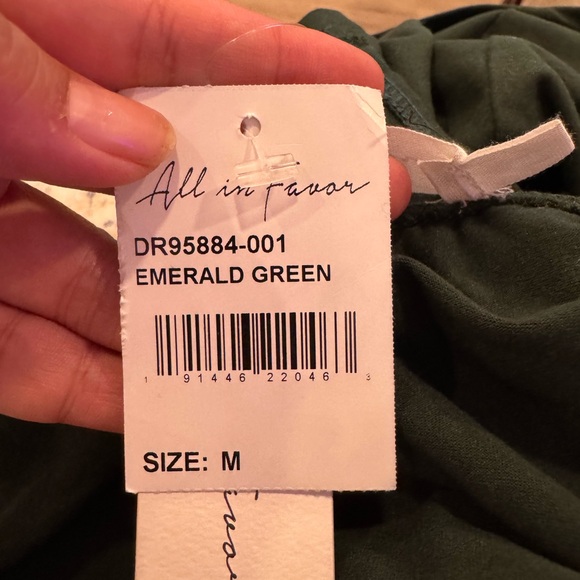 All in favor
DR95884-001
EMERALD GREEN
1 91446 22046 3
SIZE: M